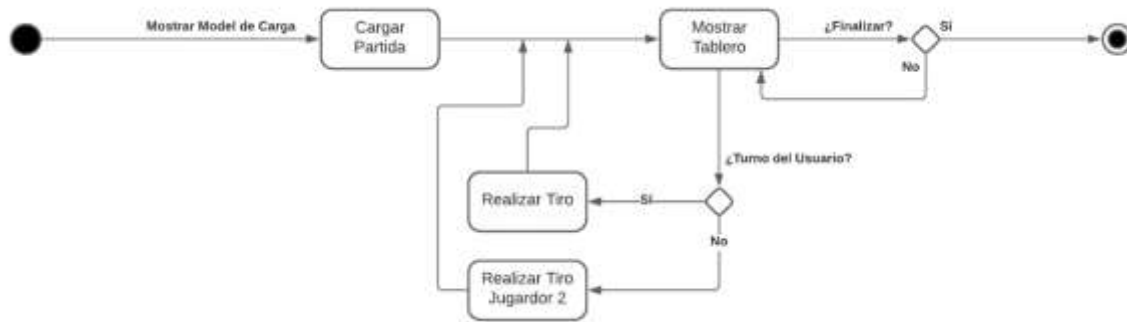 Mostrar Model de Carga
Cargar
Partida
Mostrar
Tablero
¿Finalizar?
Si
No
¿Turno del Usuario?
Realizar Tiro
Si
No
Realizar Tiro
Jugardor 2